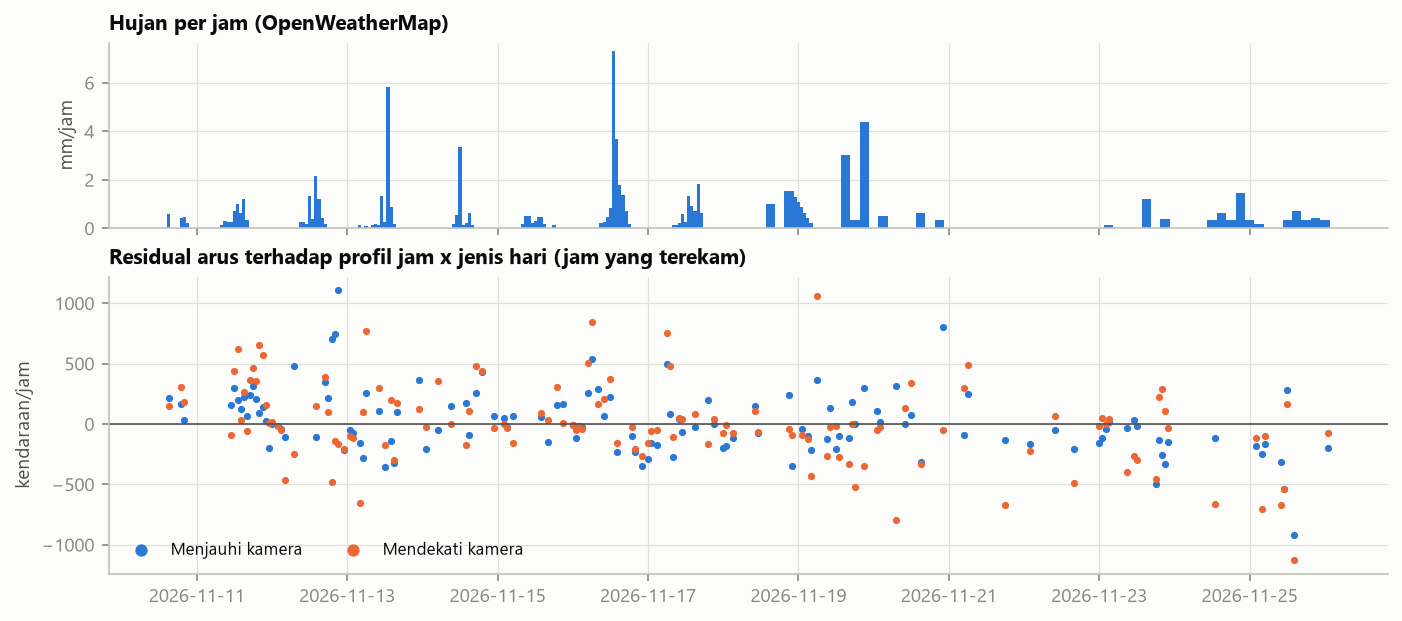 Hujan per jam (OpenWeatherMap)
mm/jam
6
4
2
0
Residual arus terhadap profil jam x jenis hari (jam yang terekam)
kendaraan/jam
1000
500
0
−500
−1000
Menjauhi kamera
Mendekati kamera
2026-11-11
2026-11-13
2026-11-15
2026-11-17
2026-11-19
2026-11-21
2026-11-23
2026-11-25